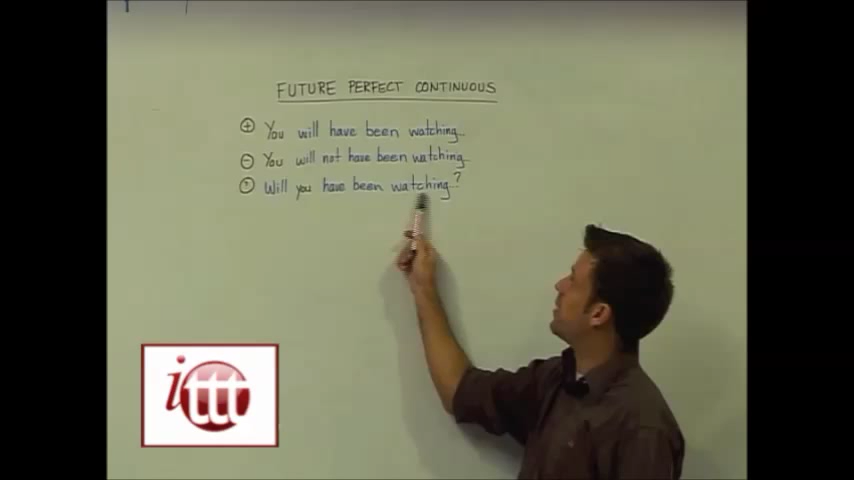 FUTURE PERFECT CONTINUOUS
+ You will have been watching
- You will not have been watching
? Will you have been watching?
ittt